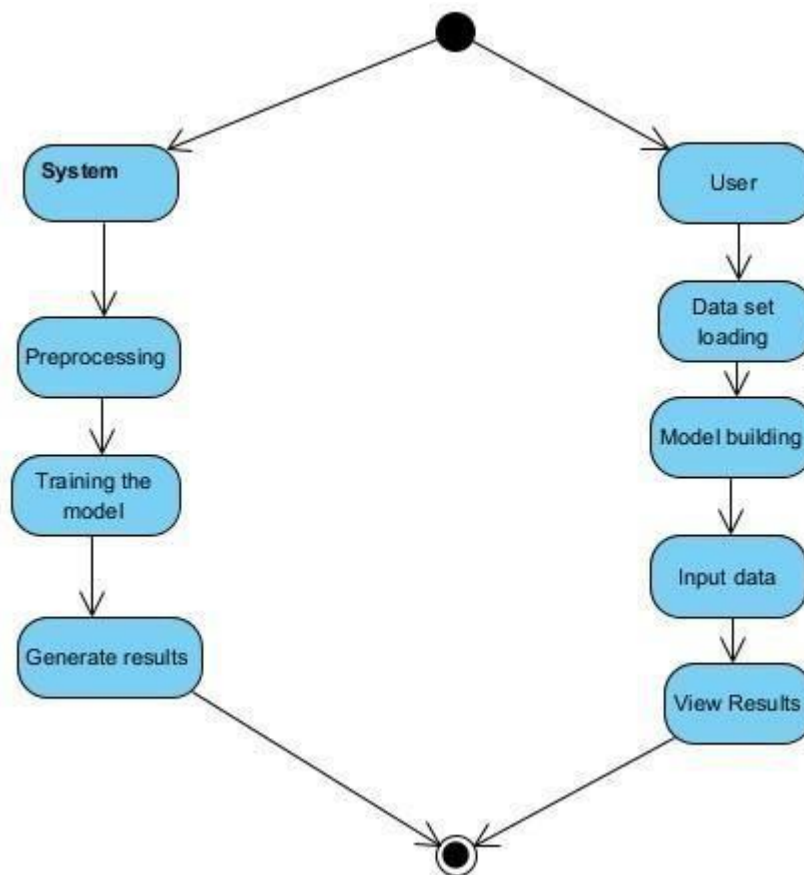 System
User
Preprocessing
Data set
loading
Training the
model
Model building
Generate results
Input data
View Results